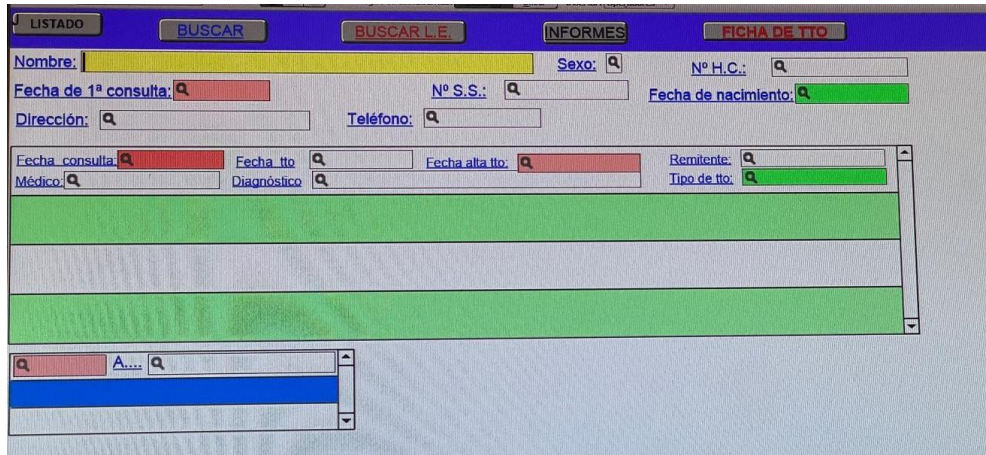 LISTADO BUSCAR BUSCAR L.E. INFORMES FICHA DE TTO
Nombre: Sexo: Nº H.C.:
Fecha de 1ª consulta: Nº S.S.: Fecha de nacimiento:
Dirección: Teléfono:
Fecha consulta: Fecha tto Fecha alta tto: Remitente:
Médico: Diagnóstico Tipo de tto:
A....